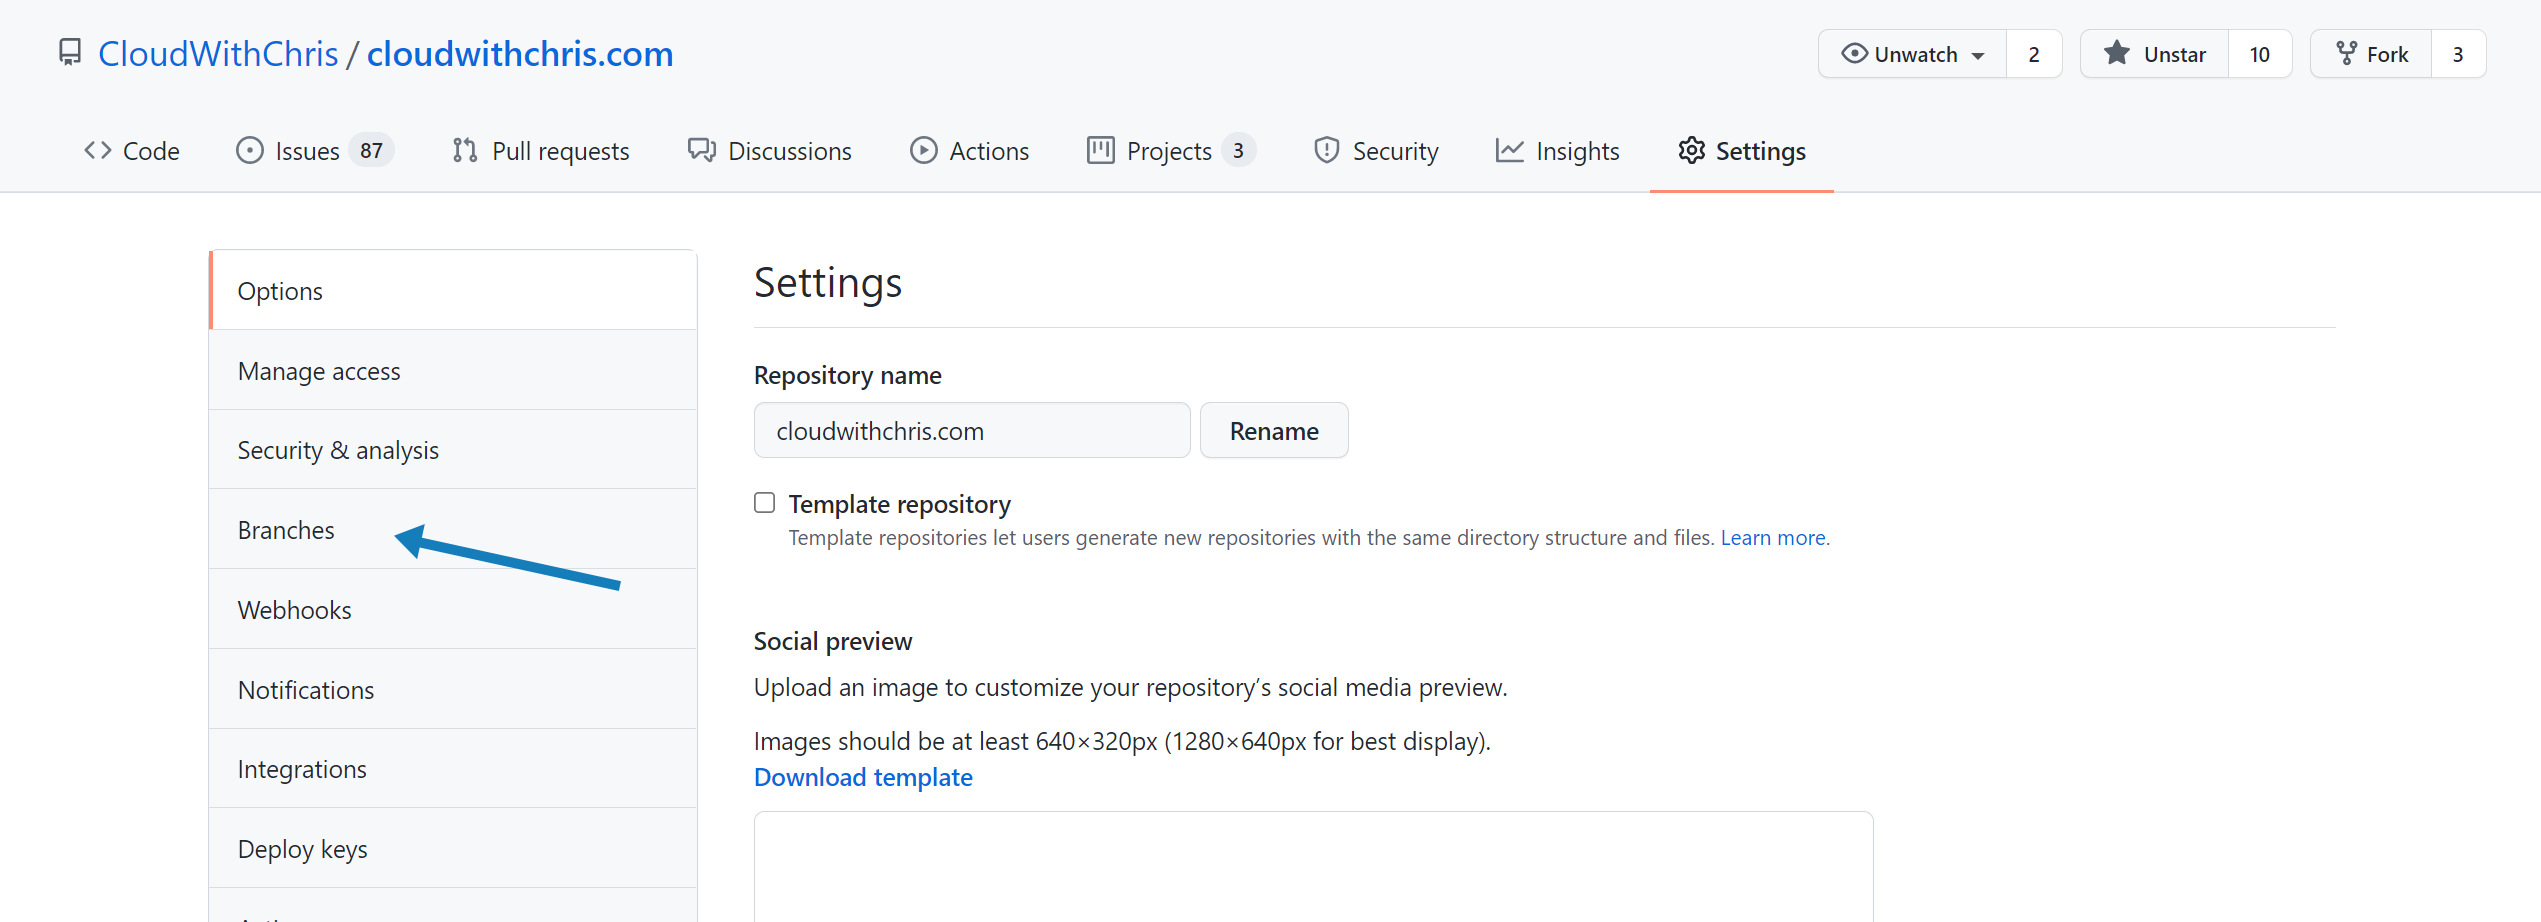 CloudWithChris / cloudwithchris.com
Unwatch 2 Unstar 10 Fork 3
Code Issues 87 Pull requests Discussions Actions Projects 3 Security Insights Settings
Options
Manage access
Security & analysis
Branches
Webhooks
Notifications
Integrations
Deploy keys
Settings
Repository name
cloudwithchris.com Rename
Template repository
Template repositories let users generate new repositories with the same directory structure and files. Learn more.
Social preview
Upload an image to customize your repository’s social media preview.
Images should be at least 640×320px (1280×640px for best display).
Download template